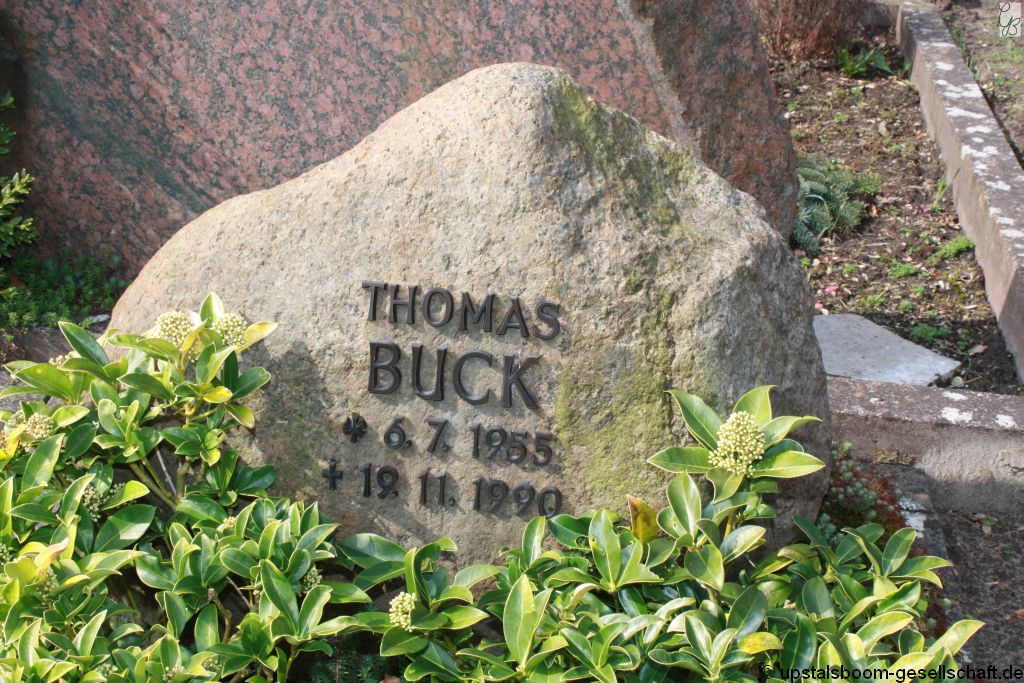 THOMAS
BUCK
* 6. 7. 1955
† 19. 11. 1990
© upstalsboom-gesellschaft.de